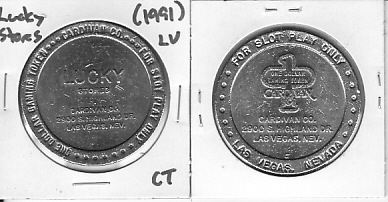 Lucky
Stores
(1991)
LV
CT
ONE DOLLAR GAMING TOKEN
CARDIVAN CO.
FOR SLOT PLAY ONLY
LUCKY
STORES
CARDIVAN CO.
2900 S. HIGHLAND DR.
LAS VEGAS, NEV.
FOR SLOT PLAY ONLY
1
ONE DOLLAR
GAMING TOKEN
CARDIVAN CO.
2900 S. HIGHLAND DR.
LAS VEGAS, NEV.
LAS VEGAS, NEVADA